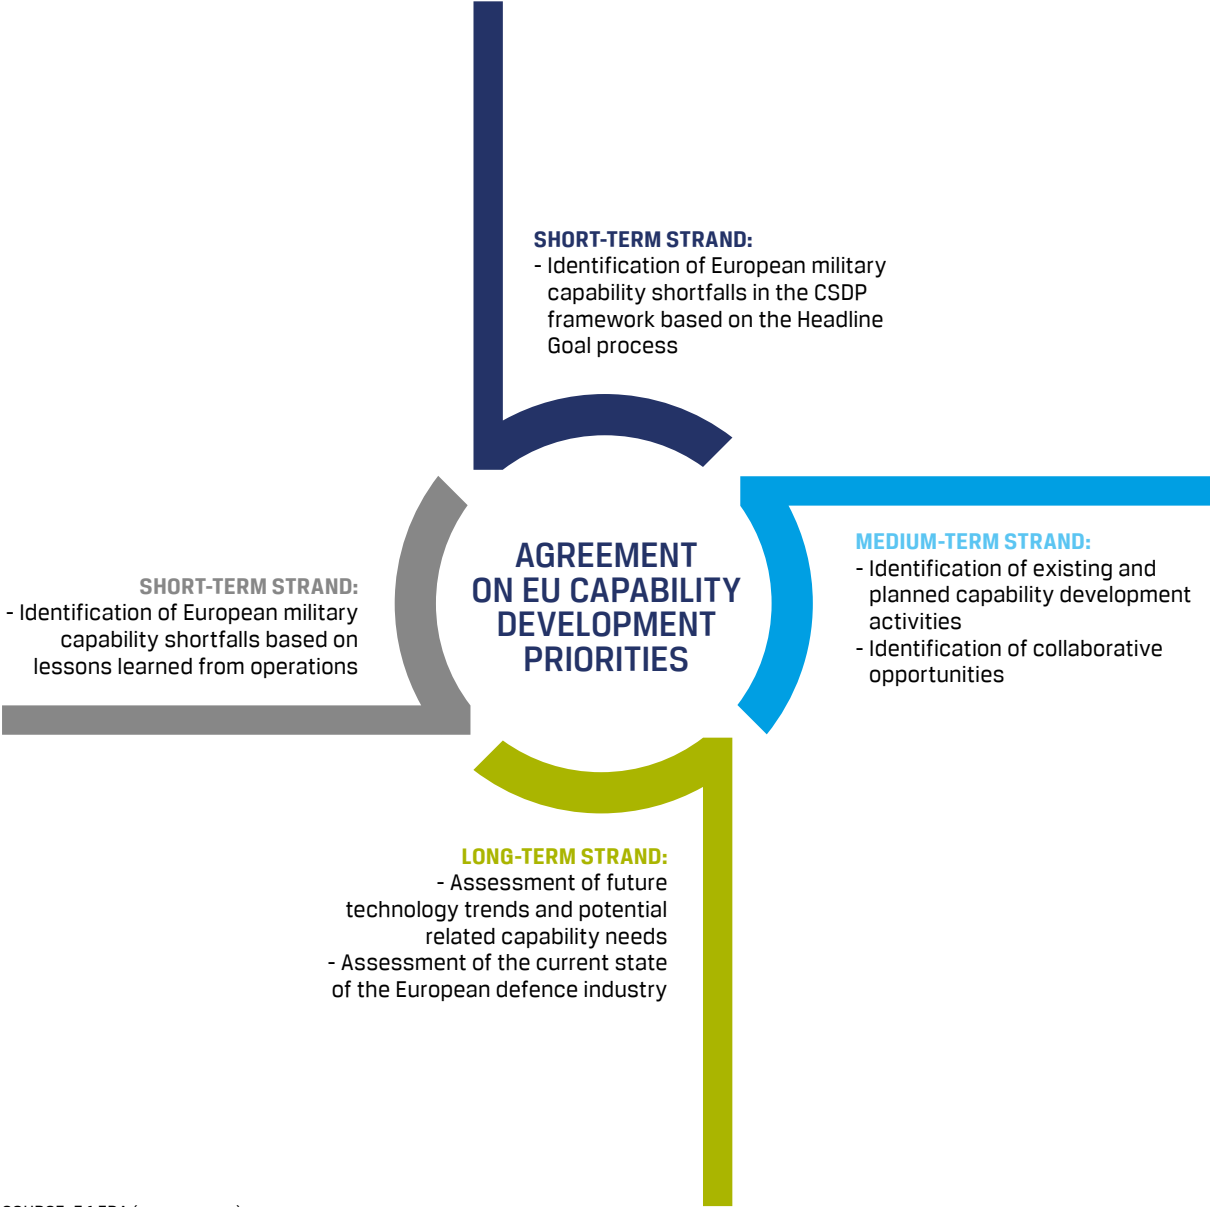 SHORT-TERM STRAND:
- Identification of European military
capability shortfalls in the CSDP
framework based on the Headline
Goal process
MEDIUM-TERM STRAND:
- Identification of existing and
planned capability development
activities
- Identification of collaborative
opportunities
AGREEMENT
ON EU CAPABILITY
DEVELOPMENT
PRIORITIES
SHORT-TERM STRAND:
- Identification of European military
capability shortfalls based on
lessons learned from operations
LONG-TERM STRAND:
- Assessment of future
technology trends and potential
related capability needs
- Assessment of the current state
of the European defence industry